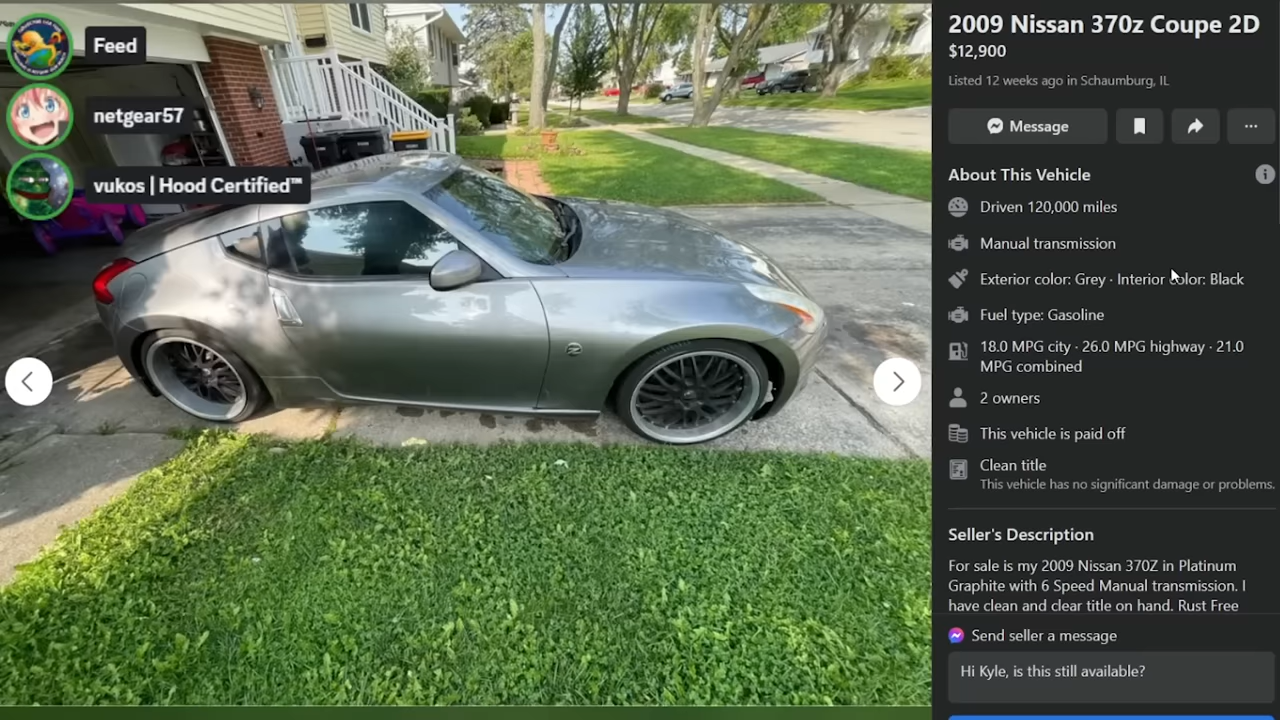 Feed
netgear57
vukos | Hood Certified™
2009 Nissan 370z Coupe 2D
$12,900
Listed 12 weeks ago in Schaumburg, IL
Message
About This Vehicle
Driven 120,000 miles
Manual transmission
Exterior color: Grey · Interior color: Black
Fuel type: Gasoline
18.0 MPG city · 26.0 MPG highway · 21.0
MPG combined
2 owners
This vehicle is paid off
Clean title
This vehicle has no significant damage or problems.
Seller's Description
For sale is my 2009 Nissan 370Z in Platinum
Graphite with 6 Speed Manual transmission. I
have clean and clear title on hand. Rust Free
Send seller a message
Hi Kyle, is this still available?